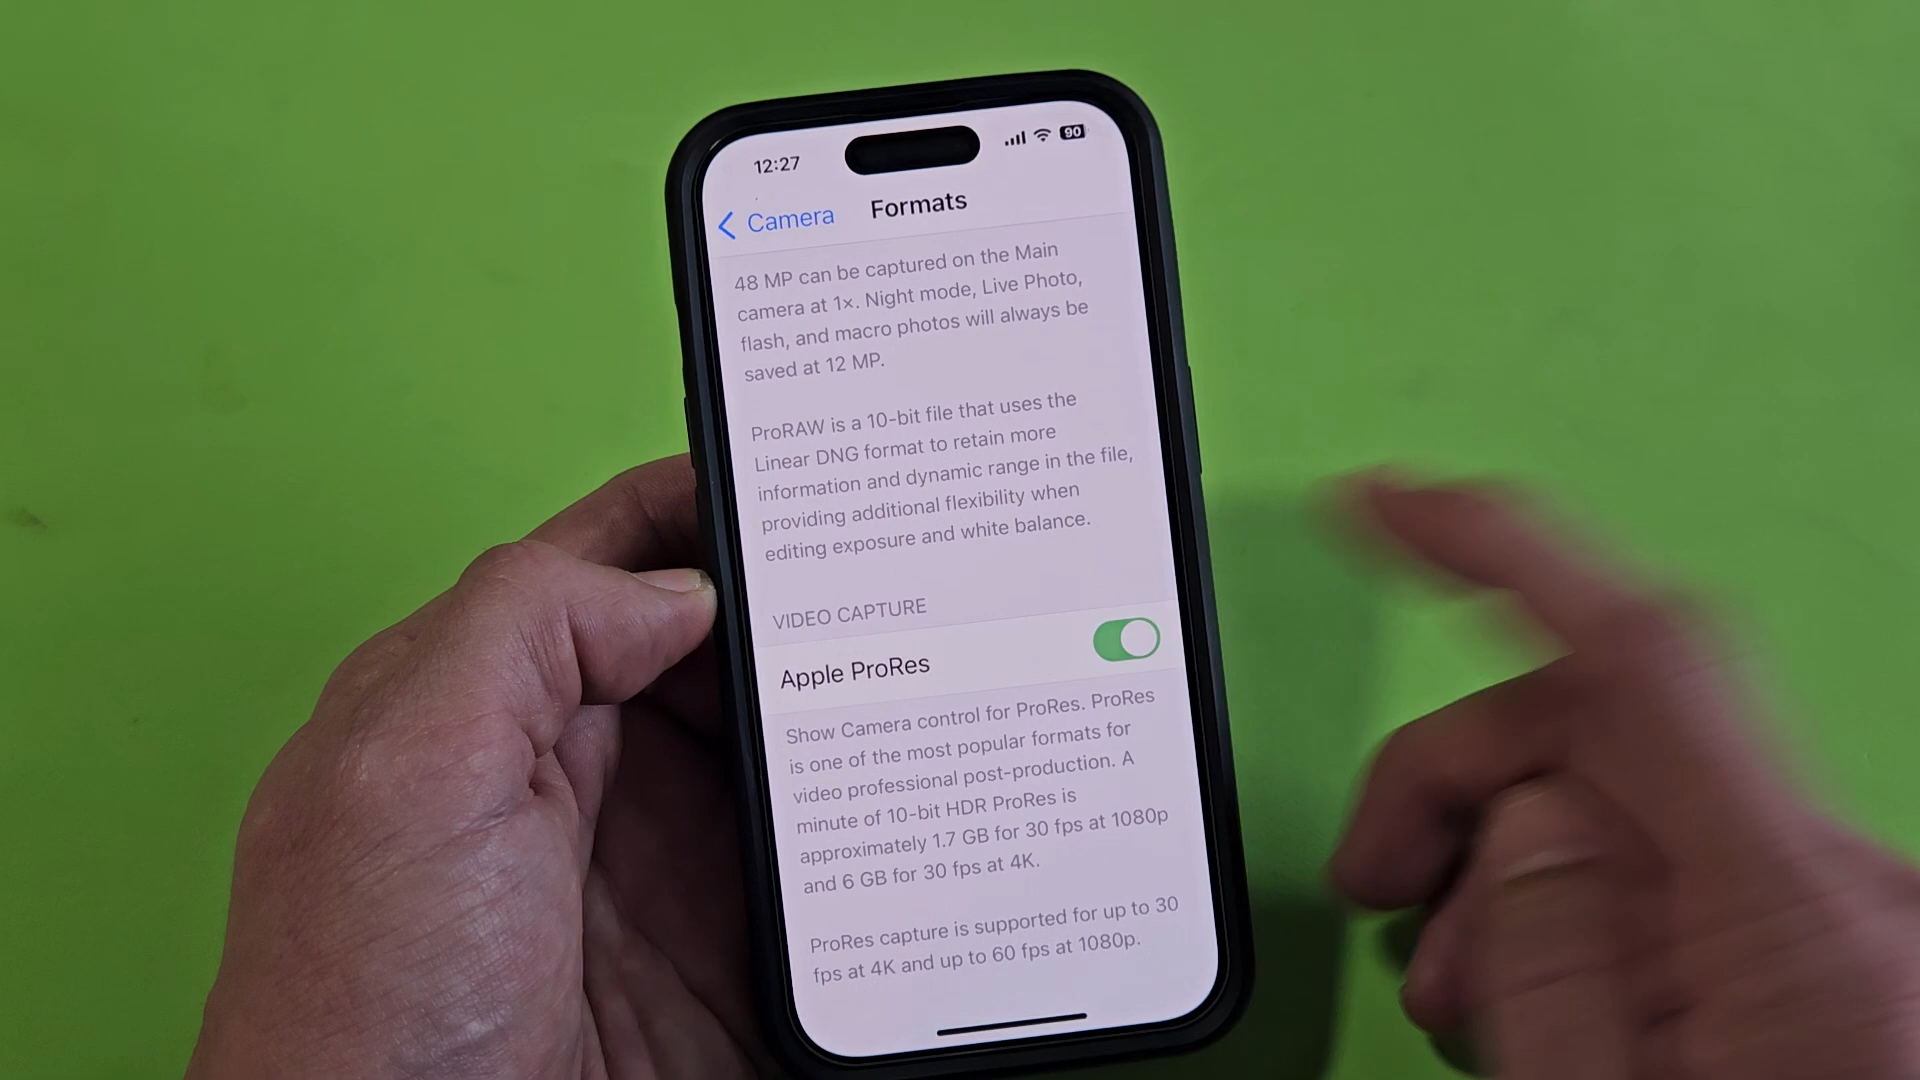 12:27
90
Camera
Formats
48 MP can be captured on the Main
camera at 1×. Night mode, Live Photo,
flash, and macro photos will always be
saved at 12 MP.
ProRAW is a 10-bit file that uses the
Linear DNG format to retain more
information and dynamic range in the file,
providing additional flexibility when
editing exposure and white balance.
VIDEO CAPTURE
Apple ProRes
Show Camera control for ProRes. ProRes
is one of the most popular formats for
video professional post-production. A
minute of 10-bit HDR ProRes is
approximately 1.7 GB for 30 fps at 1080p
and 6 GB for 30 fps at 4K.
ProRes capture is supported for up to 30
fps at 4K and up to 60 fps at 1080p.